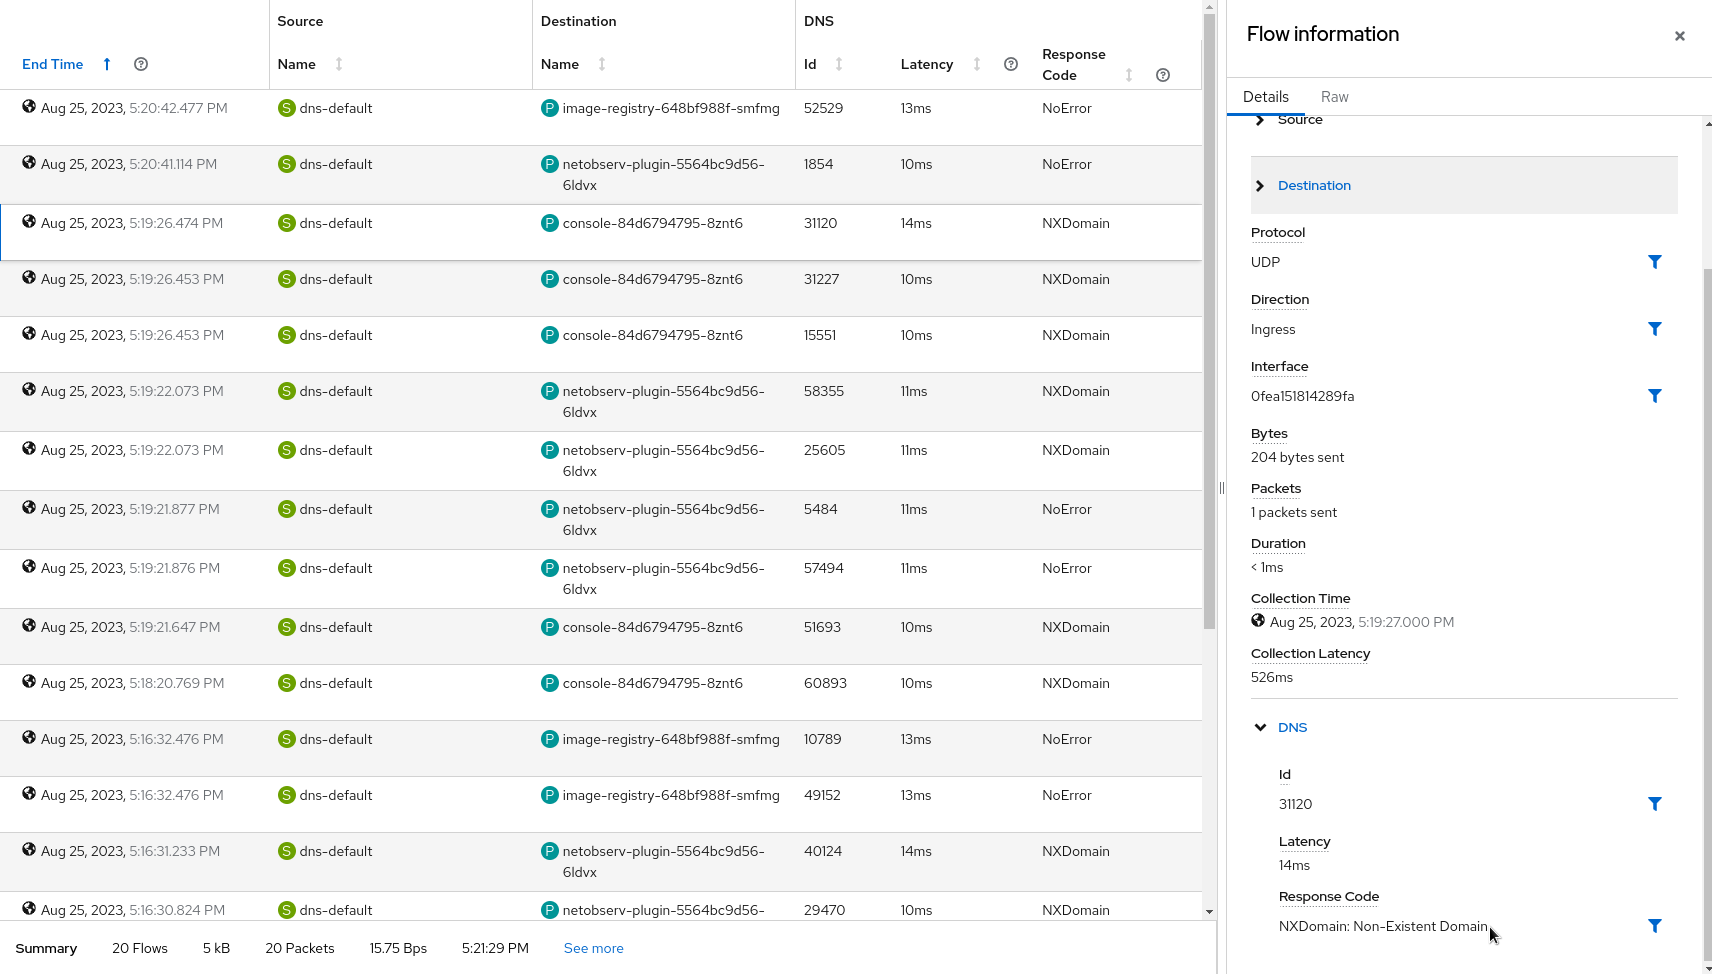 Source Destination DNS
End Time Name Name Id Latency Response Code
Aug 25, 2023, 5:20:42.477 PM S dns-default P image-registry-648bf988f-smfmg 52529 13ms NoError
Aug 25, 2023, 5:20:41.114 PM S dns-default P netobserv-plugin-5564bc9d56- 1854 10ms NoError
6ldvx
Aug 25, 2023, 5:19:26.474 PM S dns-default P console-84d6794795-8znt6 31120 14ms NXDomain
Aug 25, 2023, 5:19:26.453 PM S dns-default P console-84d6794795-8znt6 31227 10ms NXDomain
Aug 25, 2023, 5:19:26.453 PM S dns-default P console-84d6794795-8znt6 15551 10ms NXDomain
Aug 25, 2023, 5:19:22.073 PM S dns-default P netobserv-plugin-5564bc9d56- 58355 11ms NXDomain
6ldvx
Aug 25, 2023, 5:19:22.073 PM S dns-default P netobserv-plugin-5564bc9d56- 25605 11ms NXDomain
6ldvx
Aug 25, 2023, 5:19:21.877 PM S dns-default P netobserv-plugin-5564bc9d56- 5484 11ms NoError
6ldvx
Aug 25, 2023, 5:19:21.876 PM S dns-default P netobserv-plugin-5564bc9d56- 57494 11ms NoError
6ldvx
Aug 25, 2023, 5:19:21.647 PM S dns-default P console-84d6794795-8znt6 51693 10ms NXDomain
Aug 25, 2023, 5:18:20.769 PM S dns-default P console-84d6794795-8znt6 60893 10ms NXDomain
Aug 25, 2023, 5:16:32.476 PM S dns-default P image-registry-648bf988f-smfmg 10789 13ms NoError
Aug 25, 2023, 5:16:32.476 PM S dns-default P image-registry-648bf988f-smfmg 49152 13ms NoError
Aug 25, 2023, 5:16:31.233 PM S dns-default P netobserv-plugin-5564bc9d56- 40124 14ms NXDomain
6ldvx
Aug 25, 2023, 5:16:30.824 PM S dns-default P netobserv-plugin-5564bc9d56- 29470 10ms NXDomain
Summary 20 Flows 5 kB 20 Packets 15.75 Bps 5:21:29 PM See more
Flow information
Details Raw
Source
Destination
Protocol
UDP
Direction
Ingress
Interface
0fea151814289fa
Bytes
204 bytes sent
Packets
1 packets sent
Duration
< 1ms
Collection Time
Aug 25, 2023, 5:19:27.000 PM
Collection Latency
526ms
DNS
Id
31120
Latency
14ms
Response Code
NXDomain: Non-Existent Domain